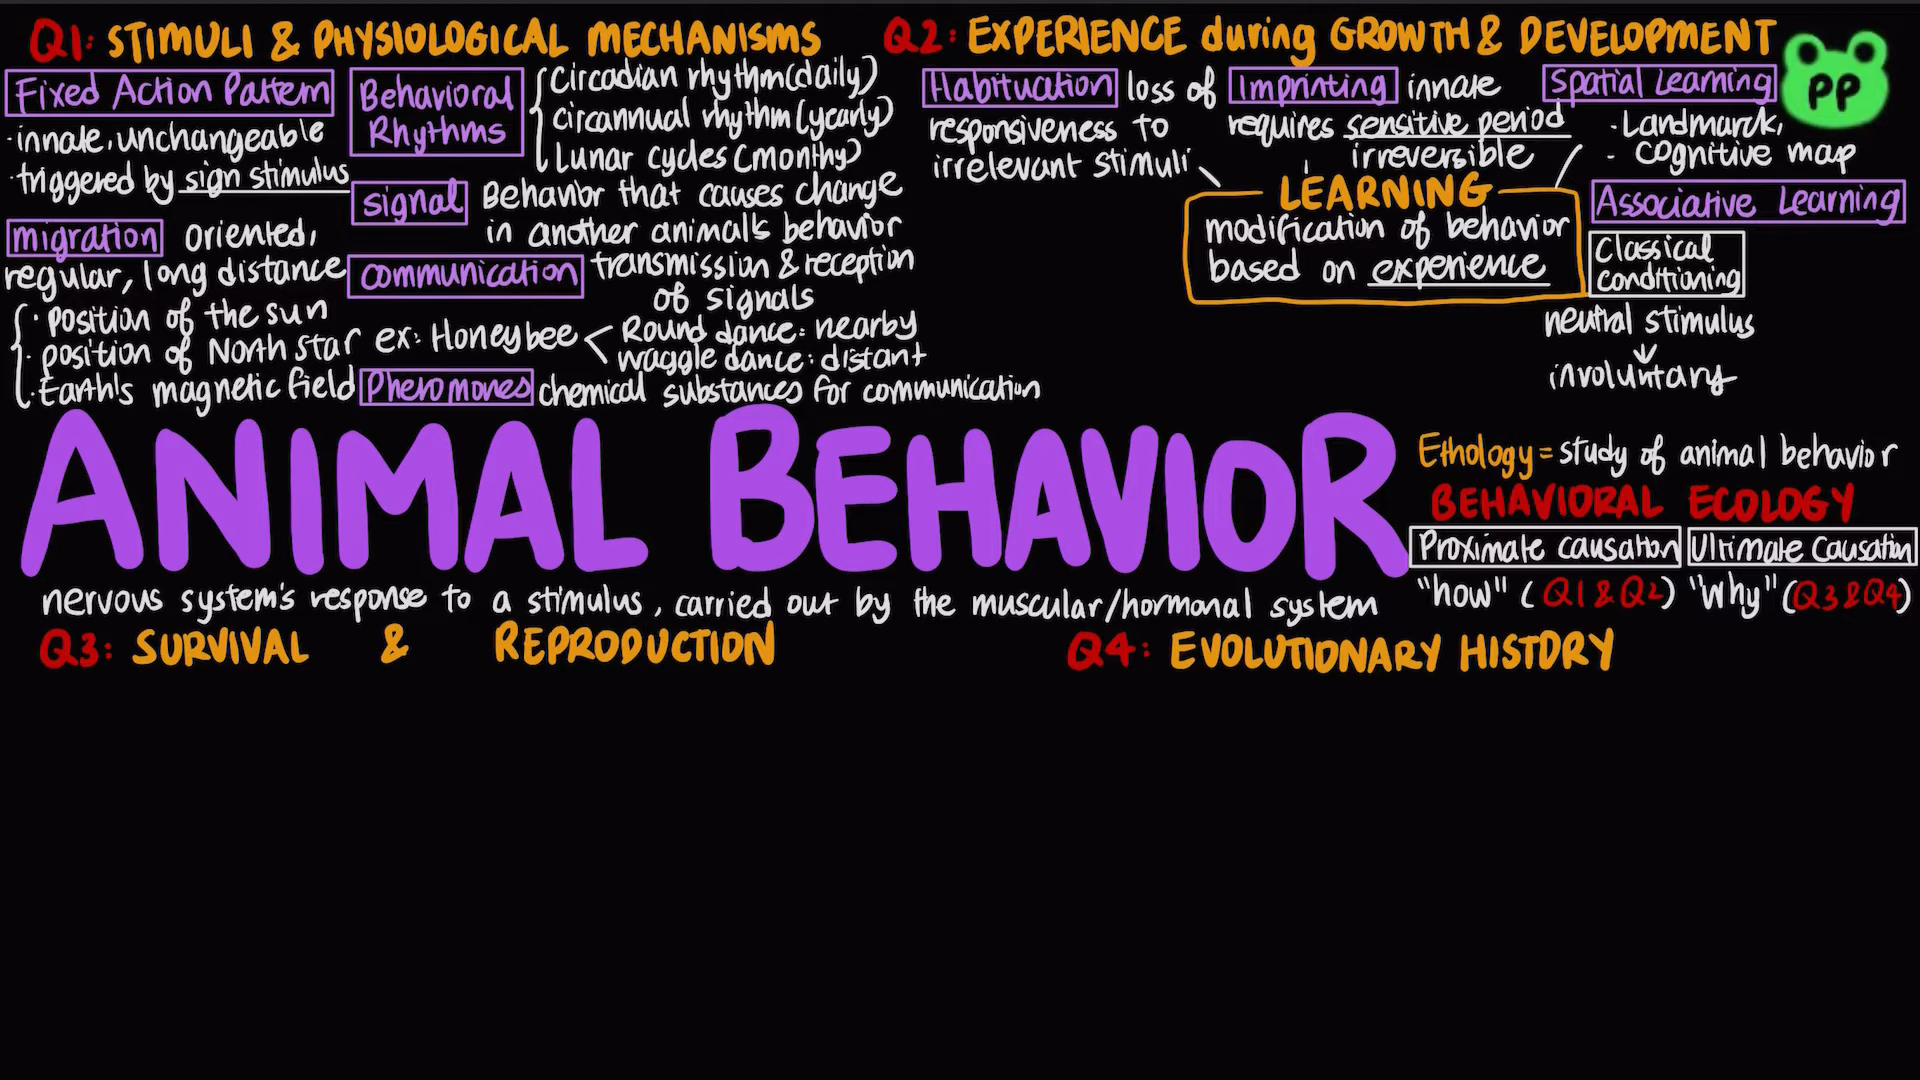 Q1: STIMULI & PHYSIOLOGICAL MECHANISMS
Fixed Action Pattern
·innate, unchangeable
·triggered by sign stimulus
migration oriented,
regular, long distance
· position of the sun
· position of North Star
· Earth's magnetic field
Behavioral
Rhythms
Circadian rhythm (daily)
circannual rhythm (yearly)
Lunar cycles (monthy)
signal Behavior that causes change
in another animal's behavior
communication transmission & reception
of signals
ex: Honeybee < Round dance: nearby
waggle dance: distant
Pheromones chemical substances for communication
Q2: EXPERIENCE during GROWTH & DEVELOPMENT
Habituation loss of
responsiveness to
irrelevant stimuli
Imprinting innate
requires sensitive period
irreversible
Spatial Learning
· Landmarck,
· cognitive map
PP
LEARNING
modification of behavior
based on experience
Associative Learning
Classical
conditioning
neutral stimulus
↓
involuntary
ANIMAL BEHAVIOR
nervous system's response to a stimulus, carried out by the muscular/hormonal system
Ethology = study of animal behavior
BEHAVIORAL ECOLOGY
Proximate causation Ultimate Causation
"how" (Q1 & Q2) "Why" (Q3 & Q4)
Q3: SURVIVAL & REPRODUCTION
Q4: EVOLUTIONARY HISTORY